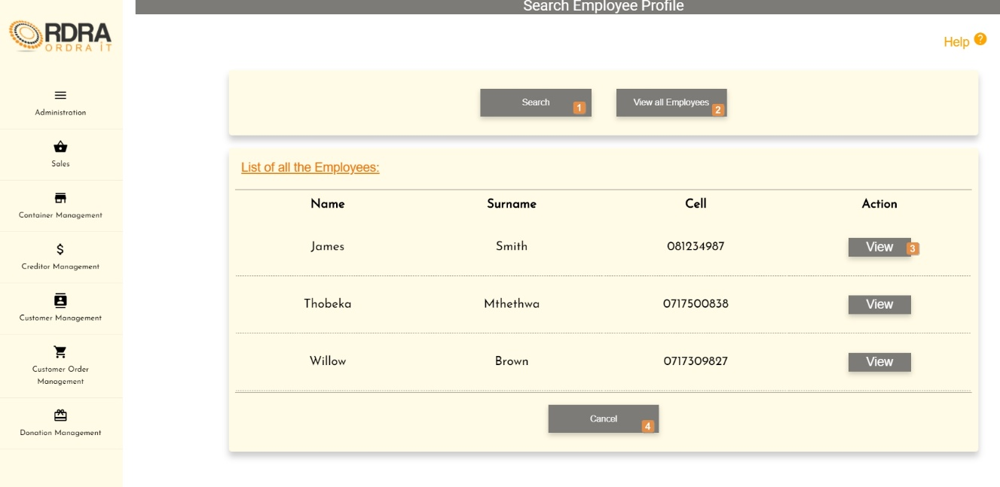 Search Employee Profile
RDRA
ORDRA IT
Help ?
Administration
Sales
Container Management
Creditor Management
Customer Management
Customer Order
Management
Donation Management
Search 1
View all Employees 2
List of all the Employees:
Name Surname Cell Action
James Smith 081234987 View 3
Thobeka Mthethwa 0717500838 View
Willow Brown 0717309827 View
Cancel 4